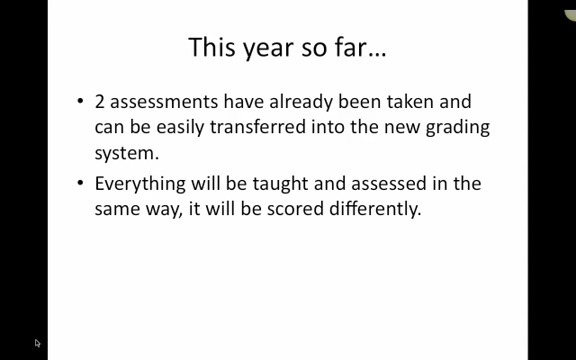 This year so far...
• 2 assessments have already been taken and
can be easily transferred into the new grading
system.
• Everything will be taught and assessed in the
same way, it will be scored differently.